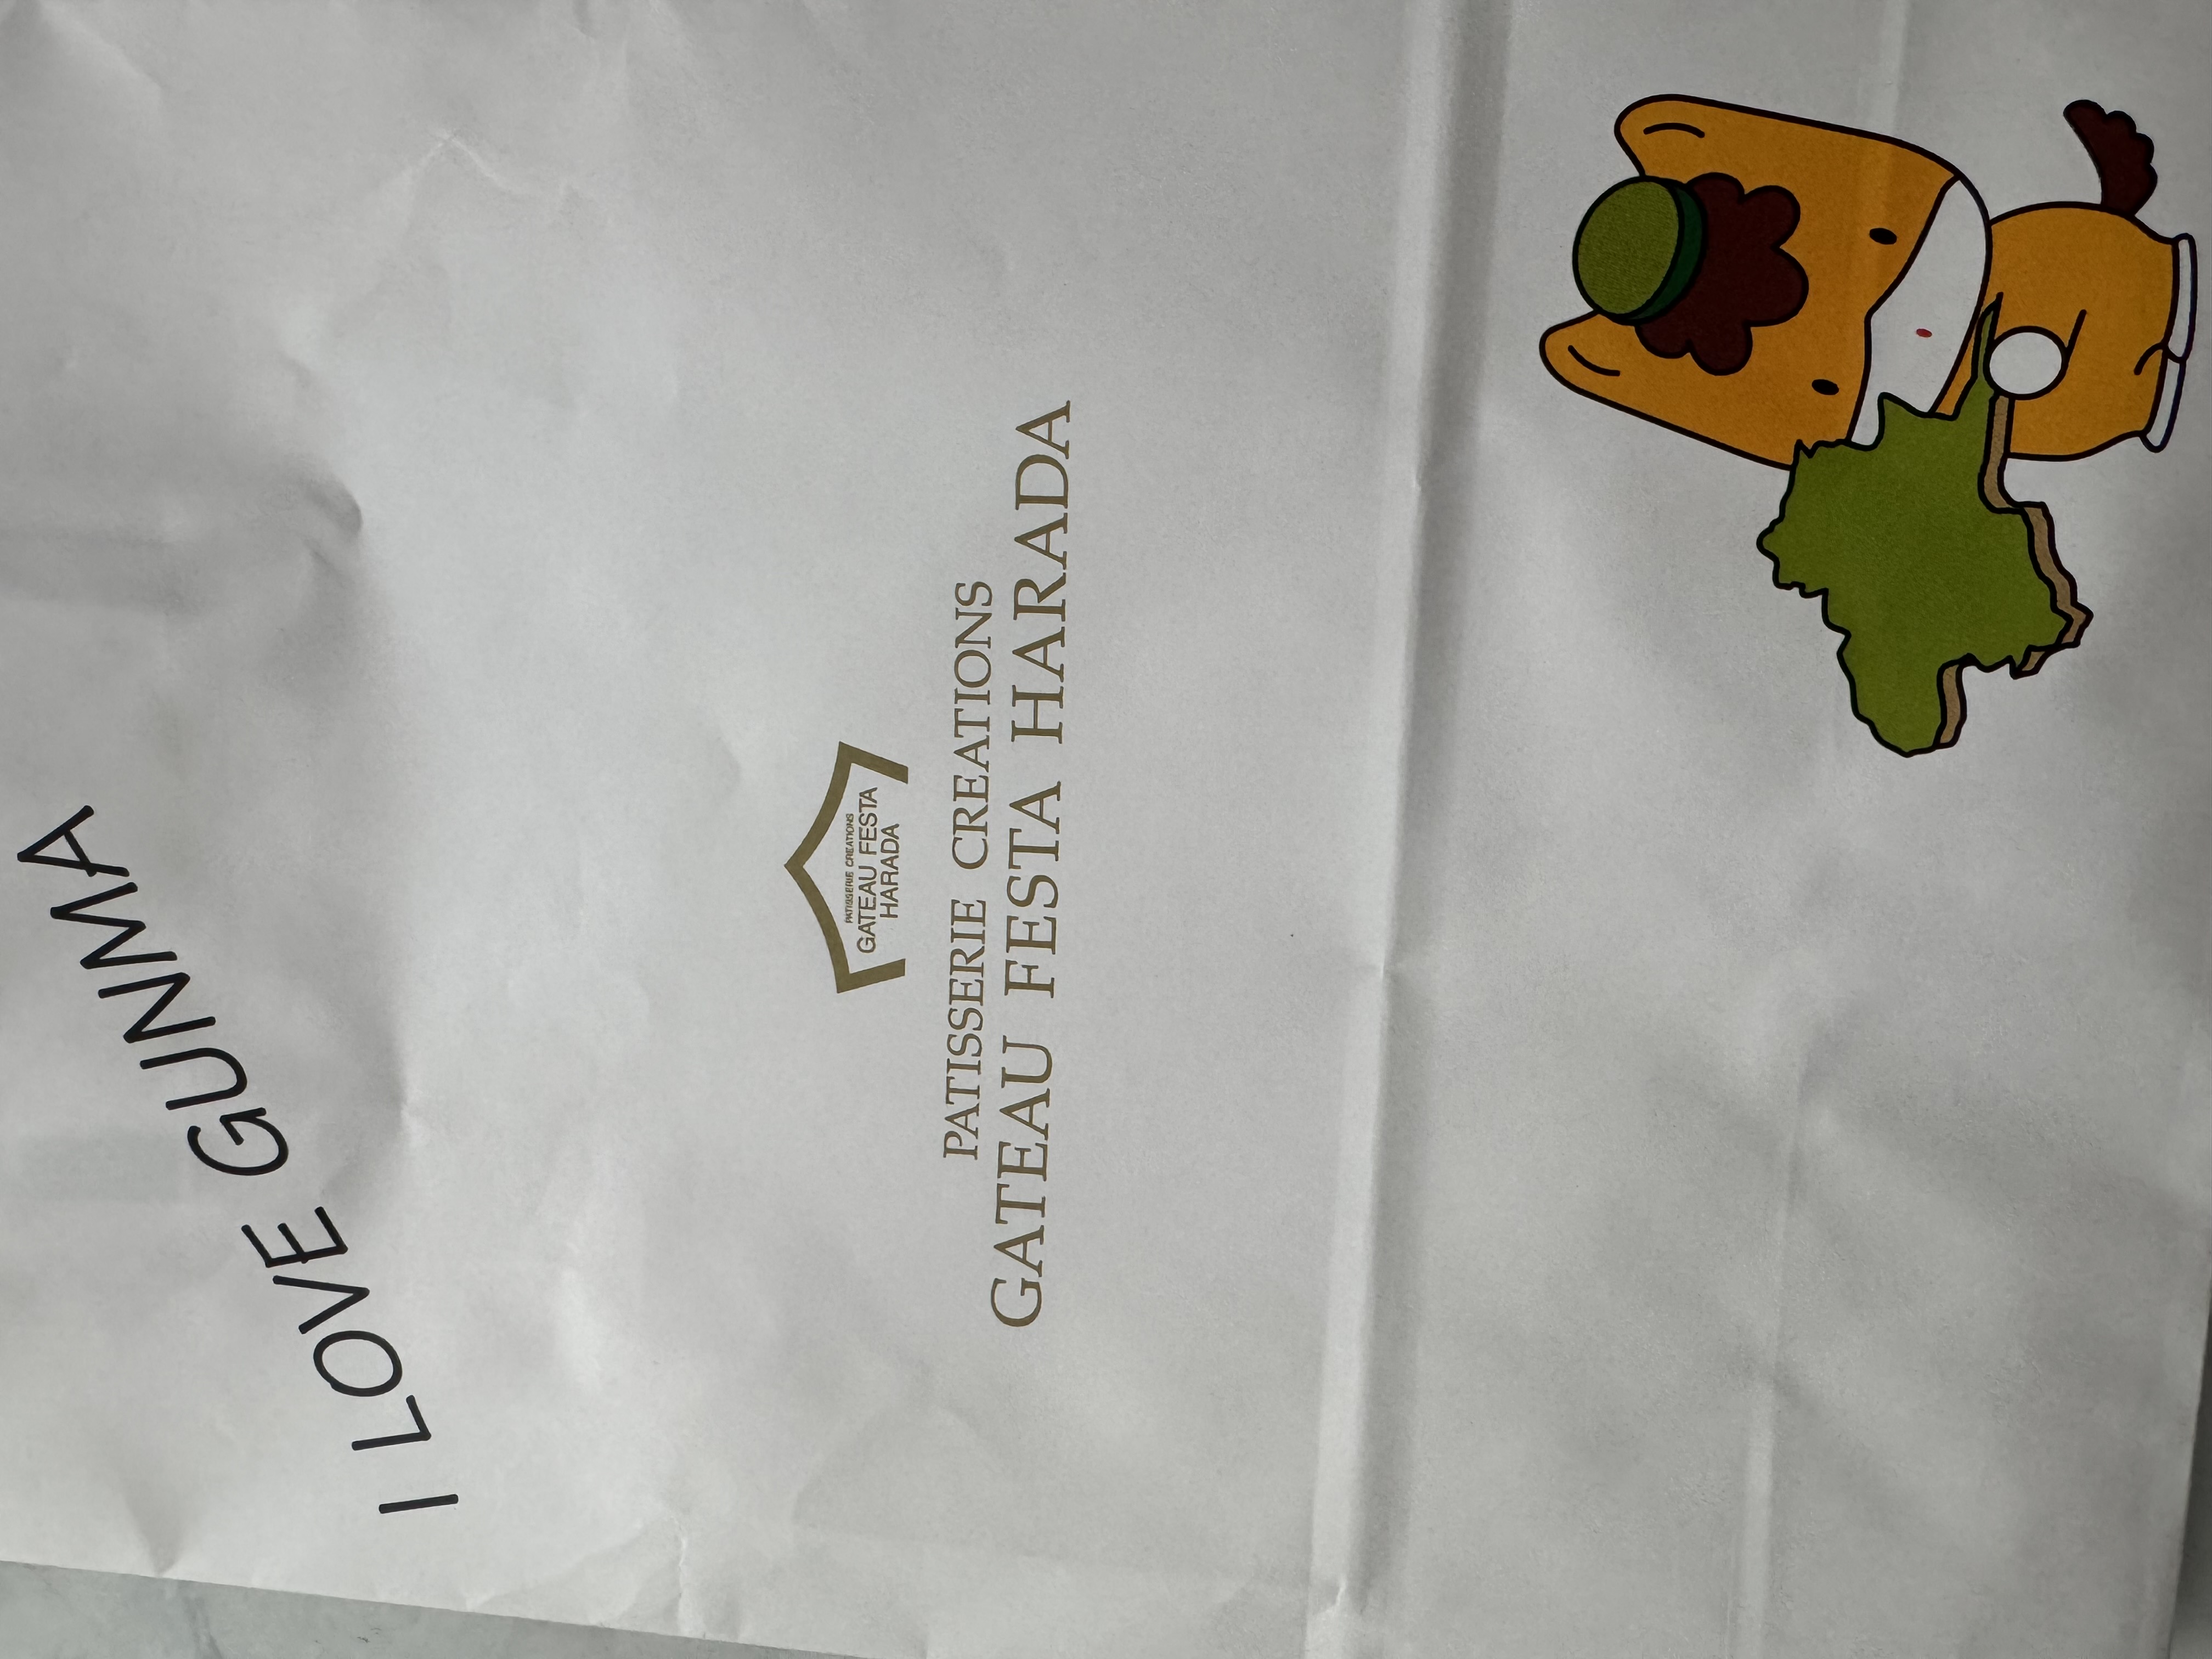 I LOVE GUNMA
PATISSERIE CREATIONS
GATEAU FESTA
HARADA
PATISSERIE CREATIONS
GATEAU FESTA HARADA